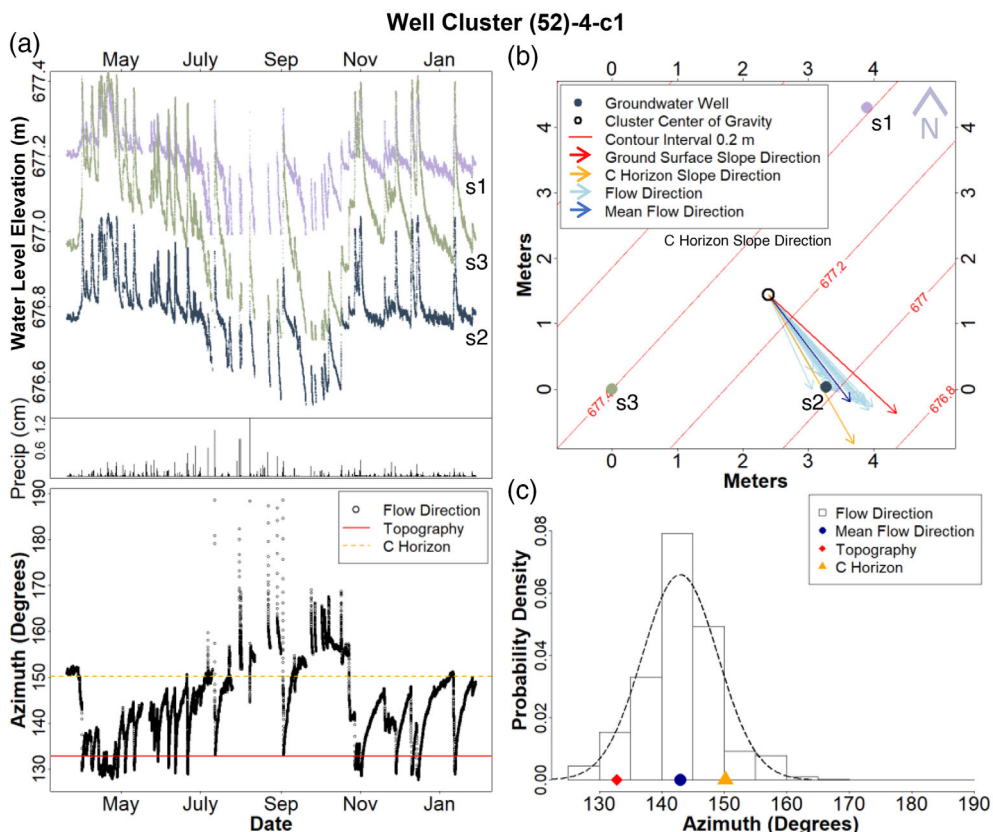 Well Cluster (52)-4-c1
(a)
May July Sep Nov Jan
677.4
677.2
677.0
676.8
676.6
Water Level Elevation (m)
s1
s3
s2
Precip (cm)
1.2
0.6
0.0
190
180
170
160
150
140
130
Azimuth (Degrees)
Flow Direction
Topography
C Horizon
May July Sep Nov Jan
Date
(b)
0 1 2 3 4
Groundwater Well
Cluster Center of Gravity
Contour Interval 0.2 m
Ground Surface Slope Direction
C Horizon Slope Direction
Flow Direction
Mean Flow Direction
C Horizon Slope Direction
N
s1
s2
s3
677.2
677
676.8
4
3
2
1
0
Meters
4
3
2
1
0
0 1 2 3 4
Meters
(c)
Flow Direction
Mean Flow Direction
Topography
C Horizon
0.08
0.06
0.04
0.02
0.00
Probability Density
130 140 150 160 170 180 190
Azimuth (Degrees)